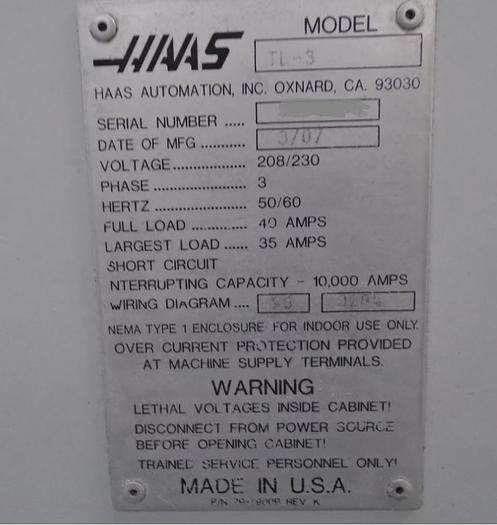 HAAS
MODEL
TL-3
HAAS AUTOMATION, INC. OXNARD, CA. 93030
SERIAL NUMBER .....
DATE OF MFG ........... 3/07
VOLTAGE.................. 208/230
PHASE ...................... 3
HERTZ ...................... 50/60
FULL LOAD ............. 40 AMPS
LARGEST LOAD ...... 35 AMPS
SHORT CIRCUIT
NTERRUPTING CAPACITY - 10,000 AMPS
WIRING DIAGRAM ....
NEMA TYPE 1 ENCLOSURE FOR INDOOR USE ONLY.
OVER CURRENT PROTECTION PROVIDED
AT MACHINE SUPPLY TERMINALS.
WARNING
LETHAL VOLTAGES INSIDE CABINET!
DISCONNECT FROM POWER SOURCE
BEFORE OPENING CABINET!
TRAINED SERVICE PERSONNEL ONLY!
MADE IN U.S.A.
P/N REV K